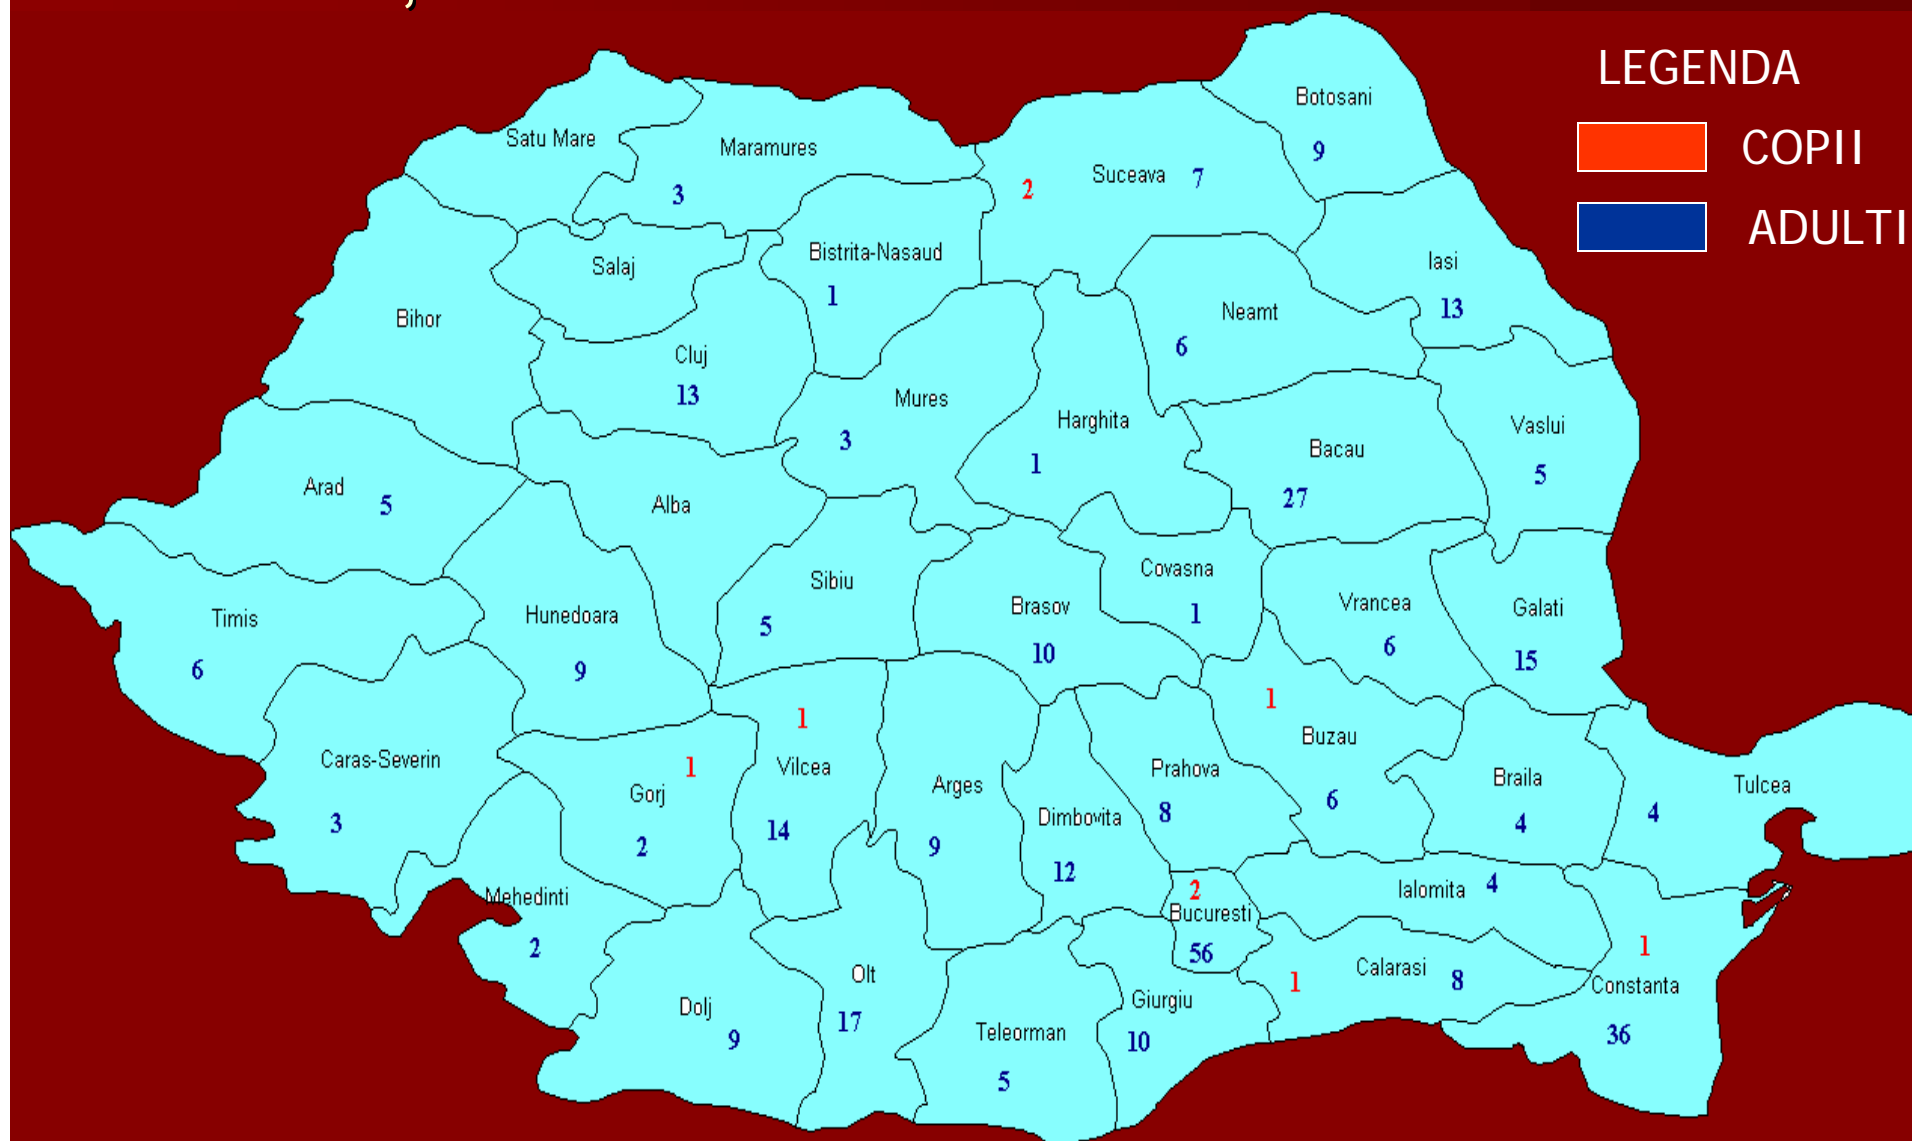 ,
LEGENDA
COPII
ADULTI
Botosani
9
Satu Mare
Maramures
3
2 Suceava 7
Iasi
13
Bistrita-Nasaud
1
Salaj
Bihor
Neamt
6
Cluj
13
Mures
3
Harghita
1
Bacau
27
Vaslui
5
Arad 5
Alba
Sibiu
5
Covasna
1
Brasov
10
Vrancea
6
Galati
15
Timis
6
Hunedoara
9
Caras-Severin
3
1
Gorj
2
1
Vilcea
14
Arges
9
Dimbovita
12
Prahova
8
1
Buzau
6
Braila
4
Tulcea
4
Mehedinti
2
2
Bucuresti
56
Ialomita 4
1
Constanta
36
1 Calarasi 8
Dolj
9
Olt
17
Teleorman
5
Giurgiu
10